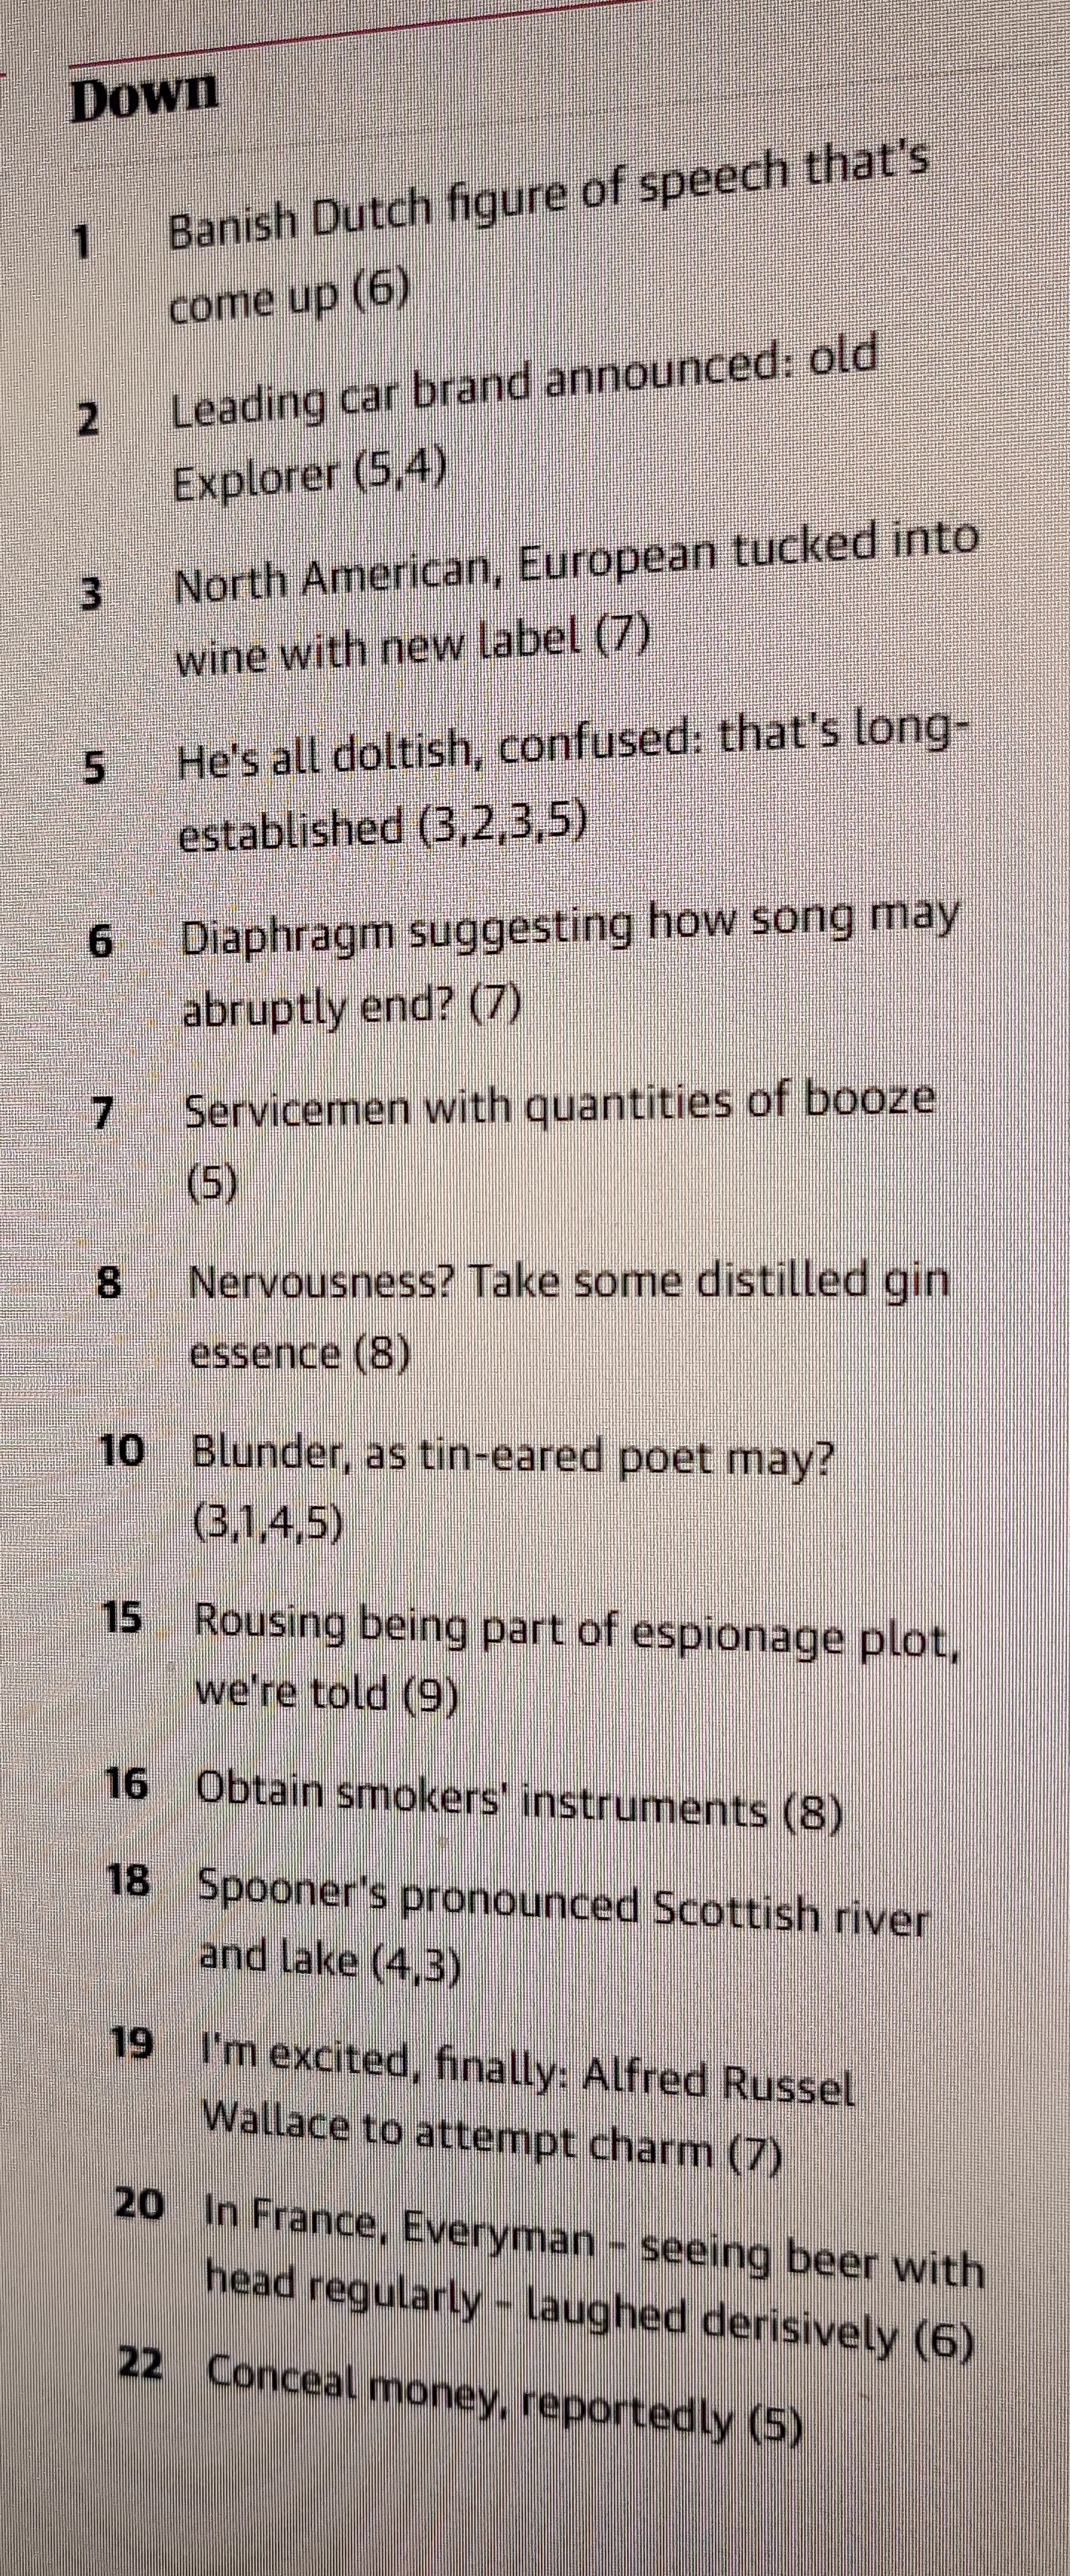 Down
1 Banish Dutch figure of speech that's
come up (6)
2 Leading car brand announced: old
Explorer (5,4)
3 North American, European tucked into
wine with new label (7)
5 He's all doltish, confused: that's long-
established (3,2,3,5)
6 Diaphragm suggesting how song may
abruptly end? (7)
7 Servicemen with quantities of booze
(5)
8 Nervousness? Take some distilled gin
essence (8)
10 Blunder, as tin-eared poet may?
(3,1,4,5)
15 Rousing being part of espionage plot,
we're told (9)
16 Obtain smokers' instruments (8)
18 Spooner's pronounced Scottish river
and lake (4,3)
19 I'm excited, finally: Alfred Russel
Wallace to attempt charm (7)
20 In France, Everyman – seeing beer with
head regularly – laughed derisively (6)
22 Conceal money, reportedly (5)